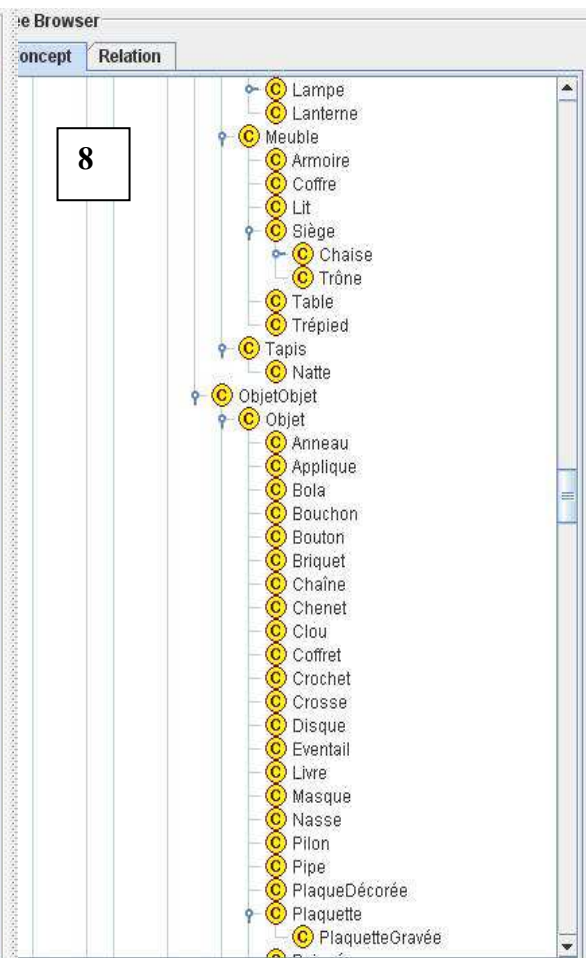 ee Browser
oncept Relation
C Lampe
C Lanterne
8
C Meuble
C Armoire
C Coffre
C Lit
C Siège
C Chaise
C Trône
C Table
C Trépied
C Tapis
C Natte
C ObjetObjet
C Objet
C Anneau
C Applique
C Bola
C Bouchon
C Bouton
C Briquet
C Chaîne
C Chenet
C Clou
C Coffret
C Crochet
C Crosse
C Disque
C Eventail
C Livre
C Masque
C Nasse
C Pilon
C Pipe
C PlaqueDécorée
C Plaquette
C PlaquetteGravée